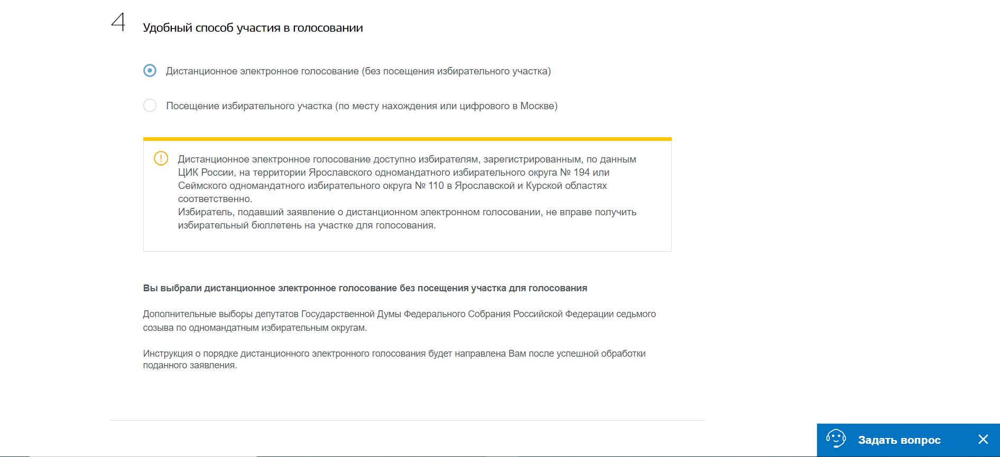 4
Удобный способ участия в голосовании
Дистанционное электронное голосование (без посещения избирательного участка)
Посещение избирательного участка (по месту нахождения или цифрового в Москве)
Дистанционное электронное голосование доступно избирателям, зарегистрированным, по данным
ЦИК России, на территории Ярославского одномандатного избирательного округа № 194 или
Сеймского одномандатного избирательного округа № 110 в Ярославской и Курской областях
соответственно.
Избиратель, подавший заявление о дистанционном электронном голосовании, не вправе получить
избирательный бюллетень на участке для голосования.
Вы выбрали дистанционное электронное голосование без посещения участка для голосования
Дополнительные выборы депутатов Государственной Думы Федерального Собрания Российской Федерации седьмого
созыва по одномандатным избирательным округам.
Инструкция о порядке дистанционного электронного голосования будет направлена Вам после успешной обработки
поданного заявления.
Задать вопрос